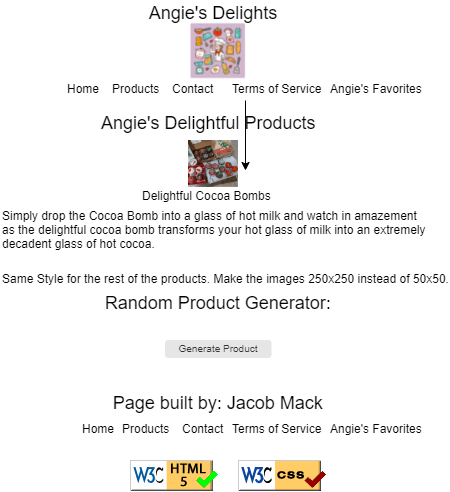 Angie's Delights
Home Products Contact Terms of Service Angie's Favorites
Angie's Delightful Products
Delightful Cocoa Bombs
Simply drop the Cocoa Bomb into a glass of hot milk and watch in amazement
as the delightful cocoa bomb transforms your hot glass of milk into an extremely
decadent glass of hot cocoa.
Same Style for the rest of the products. Make the images 250x250 instead of 50x50.
Random Product Generator:
Generate Product
Page built by: Jacob Mack
Home Products Contact Terms of Service Angie's Favorites
W3C HTML 5 W3C css